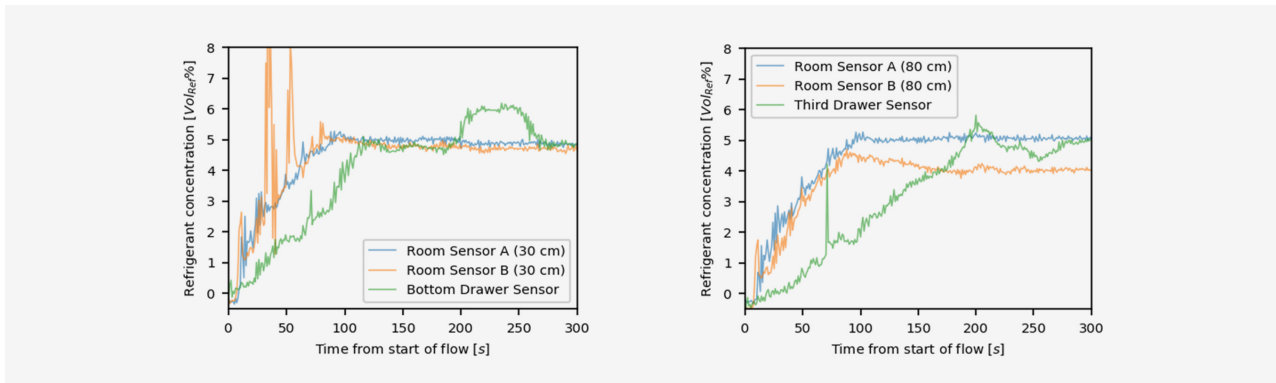 8
7
6
5
4
3
2
1
0
Refrigerant concentration [Vol_Ref%]
Room Sensor A (30 cm)
Room Sensor B (30 cm)
Bottom Drawer Sensor
0 50 100 150 200 250 300
Time from start of flow [s]
8
7
6
5
4
3
2
1
0
Refrigerant concentration [Vol_Ref%]
Room Sensor A (80 cm)
Room Sensor B (80 cm)
Third Drawer Sensor
0 50 100 150 200 250 300
Time from start of flow [s]